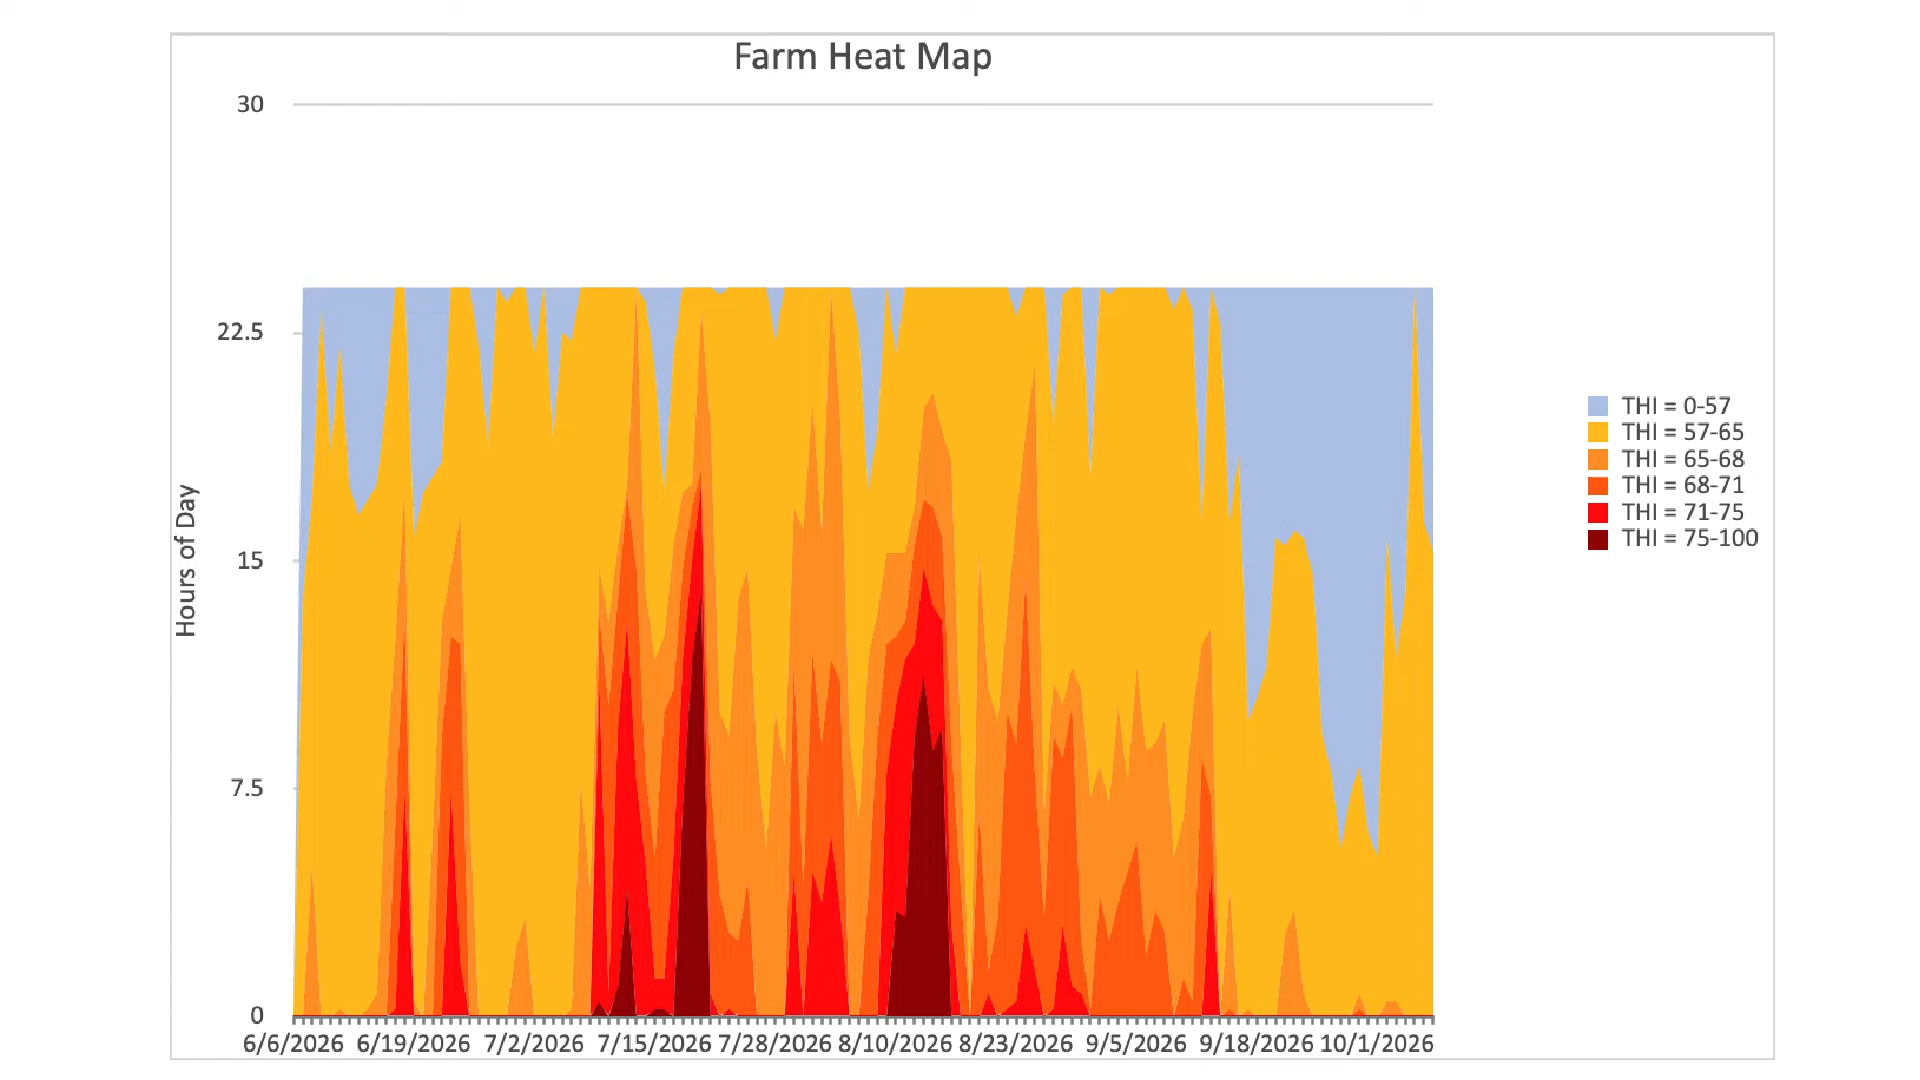 Farm Heat Map
30
22.5
15
7.5
0
Hours of Day
6/6/2026 6/19/2026 7/2/2026 7/15/2026 7/28/2026 8/10/2026 8/23/2026 9/5/2026 9/18/2026 10/1/2026
THI = 0-57
THI = 57-65
THI = 65-68
THI = 68-71
THI = 71-75
THI = 75-100